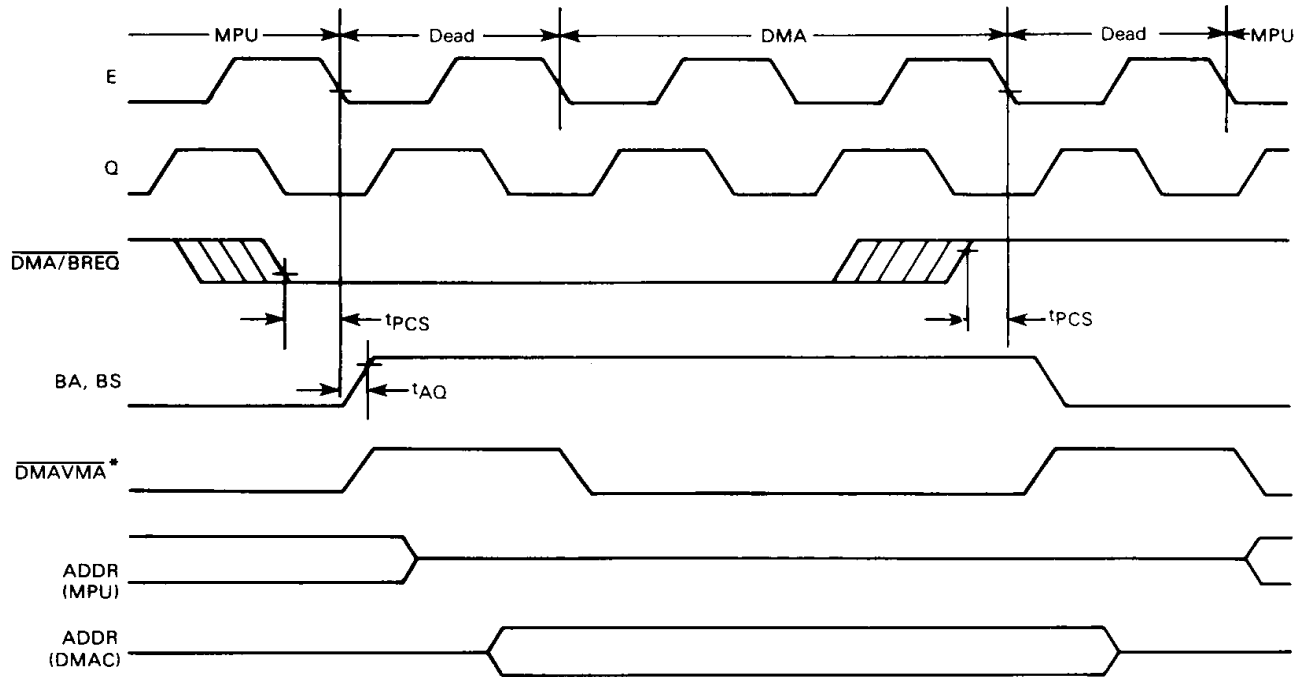 MPU Dead DMA Dead MPU
E
Q
DMA/BREQ
tPCS tPCS
BA, BS
tAQ
DMAVMA*
ADDR
(MPU)
ADDR
(DMAC)